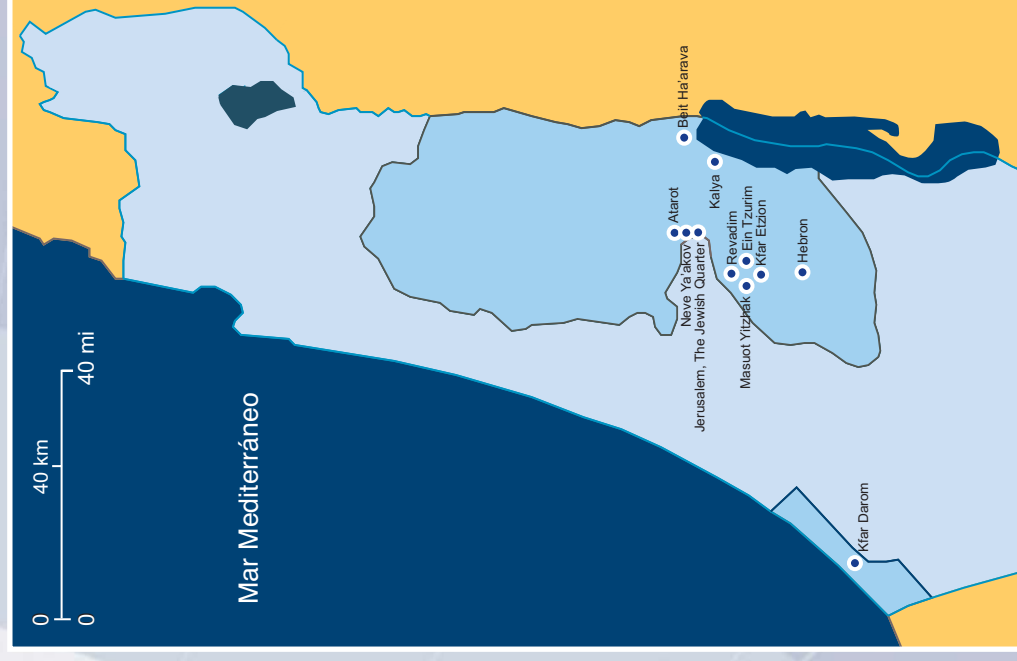 0 40 km
0 40 mi
Mar Mediterráneo
Beit Ha’arava
Atarot
Kalya
Neve Ya’akov
Jerusalem, The Jewish Quarter
Revadim
Ein Tzurim
Masuot Yitzhak
Kfar Etzion
Hebron
Kfar Darom